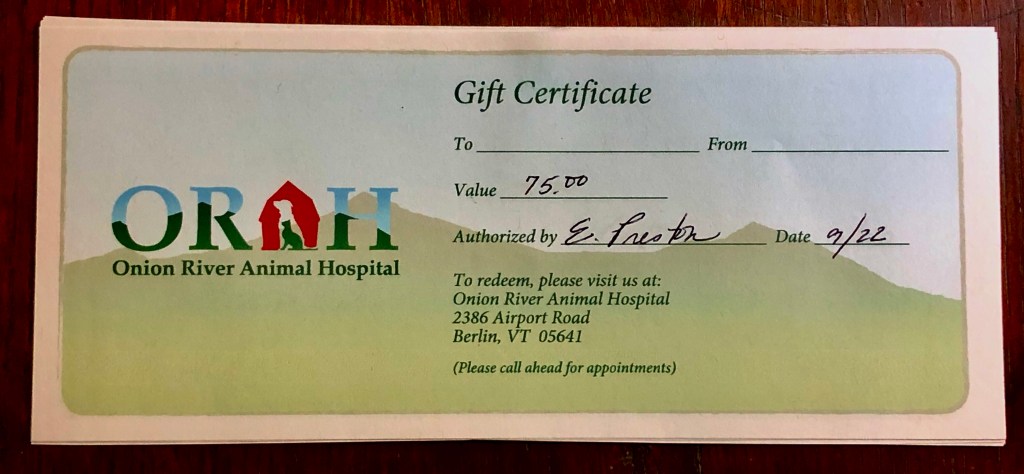 ORAH
Onion River Animal Hospital
Gift Certificate
To From
Value 75.00
Authorized by E. Preston Date 9/22
To redeem, please visit us at:
Onion River Animal Hospital
2386 Airport Road
Berlin, VT 05641
(Please call ahead for appointments)